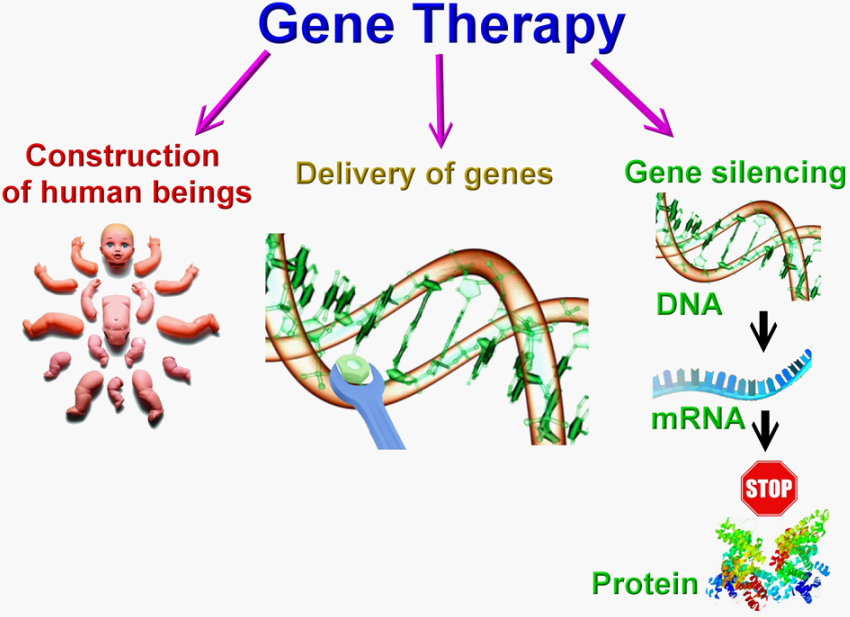 Gene Therapy
Construction
of human beings
Delivery of genes
Gene silencing
DNA
mRNA
STOP
Protein